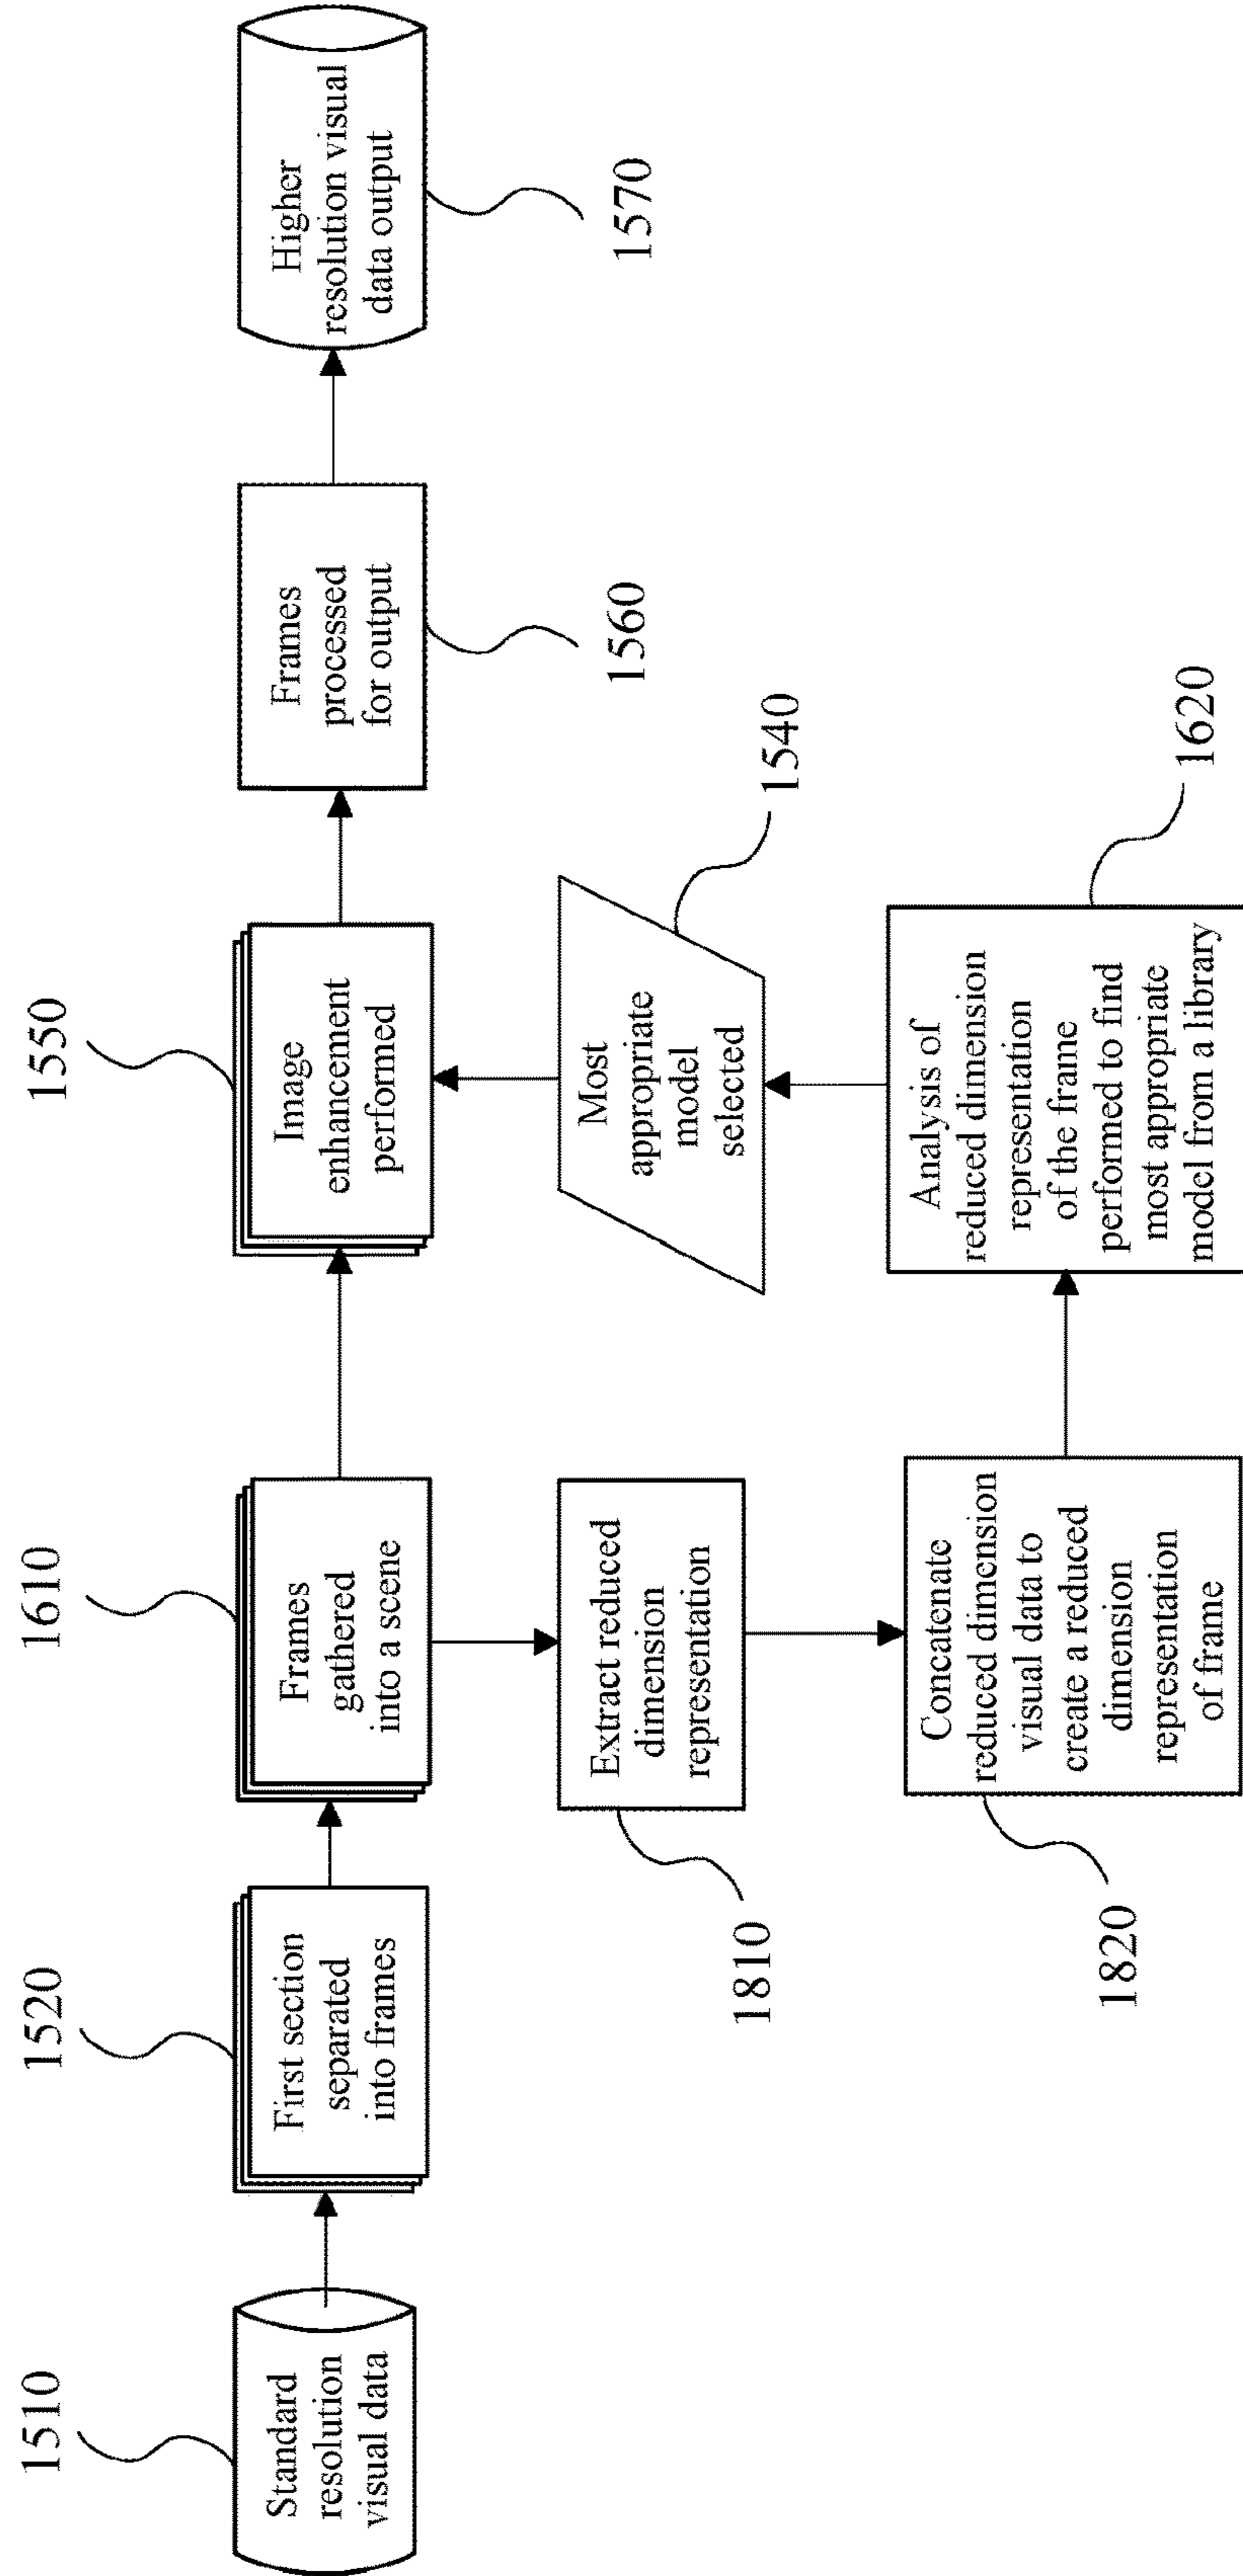 1510
Standard
resolution
visual data
1520
First section
separated
into frames
1610
Frames
gathered
into a scene
1550
Image
enhancement
performed
Frames
processed
for output
1560
Higher
resolution visual
data output
1570
Extract reduced
dimension
representation
1810
Most
appropriate
model
selected
1540
Concatenate
reduced dimension
visual data to
create a reduced
dimension
representation
of frame
1820
Analysis of
reduced dimension
representation
of the frame
performed to find
most appropriate
model from a library
1620